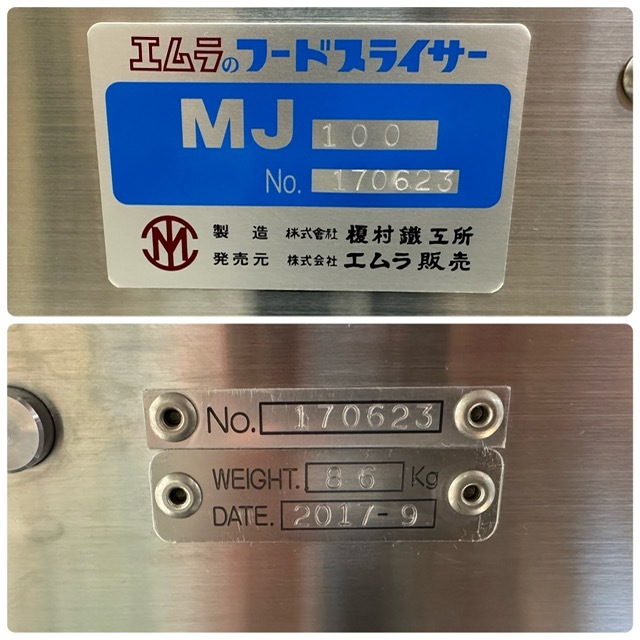 エムラのフードスライサー
MJ 100
No. 170623
製造 株式会社 榎村鐵工所
発売元 株式会社 エムラ販売
No. 170623
WEIGHT. 86 Kg
DATE. 2017-9